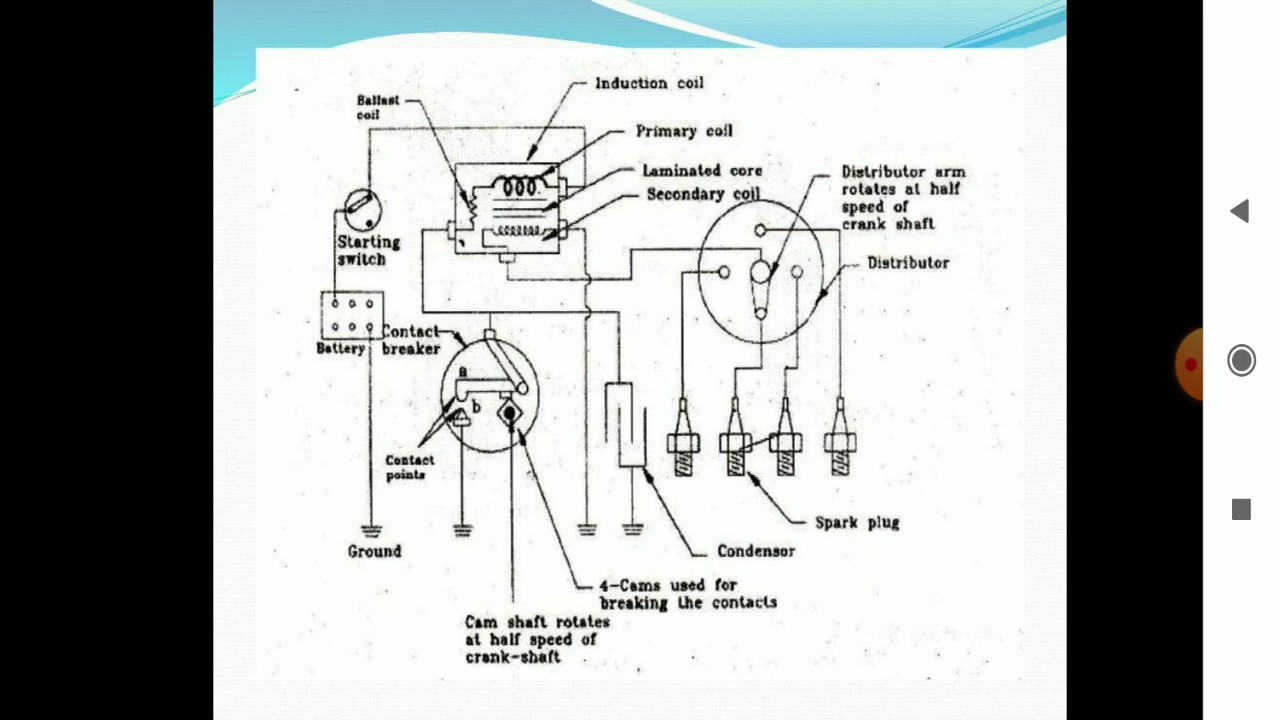 Induction coil
Ballast
coil
Primary coil
Laminated core
Secondary coil
Distributor arm
rotates at half
speed of
crank shaft
Starting
switch
Distributor
Battery
Contact
breaker
a
b
Contact
points
Spark plug
Ground
Condensor
4-Cams used for
breaking the contacts
Cam shaft rotates
at half speed of
crank-shaft